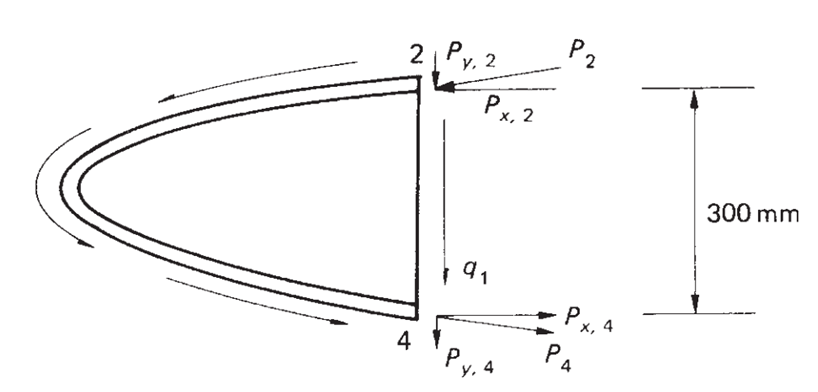 2
P_{y, 2}
P_2
P_{x, 2}
300 mm
q_1
P_{x, 4}
4
P_{y, 4}
P_4